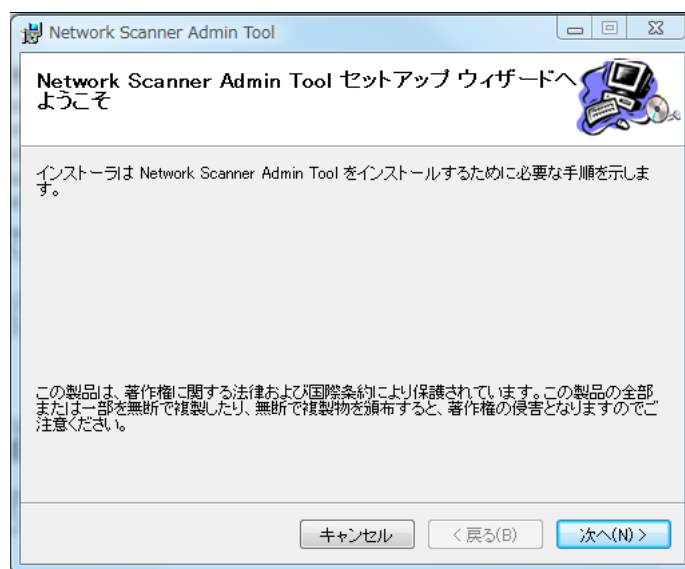 Network Scanner Admin Tool
Network Scanner Admin Tool セットアップ ウィザードへ
ようこそ
インストーラは Network Scanner Admin Tool をインストールするために必要な手順を示しま
す。
この製品は、著作権に関する法律および国際条約により保護されています。この製品の全部
または一部を無断で複製したり、無断で複製物を頒布すると、著作権の侵害となりますのでご
注意ください。
キャンセル
< 戻る(B)
次へ(N) >